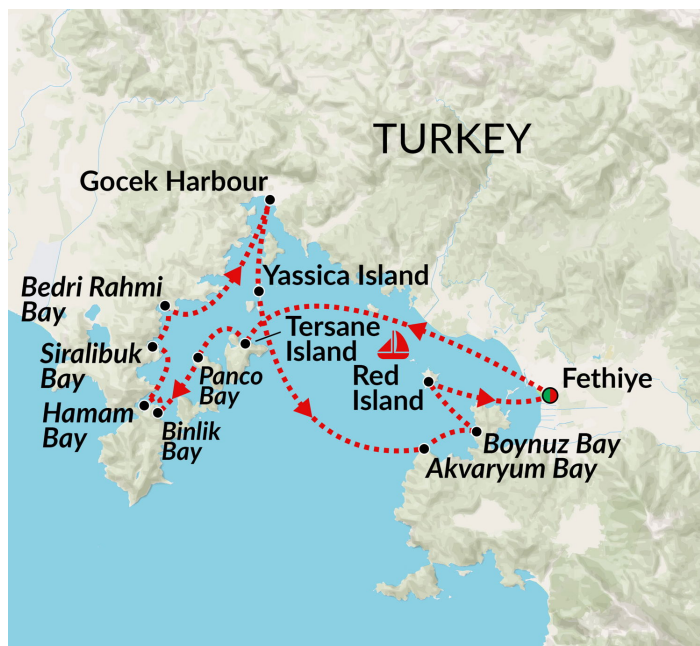 TURKEY
Gocek Harbour
Yassica Island
Bedri Rahmi
Bay
Tersane
Island
Siralibuk
Bay
Panco
Bay
Red
Island
Fethiye
Hamam
Bay
Binlik
Bay
Boynuz Bay
Akvaryum Bay